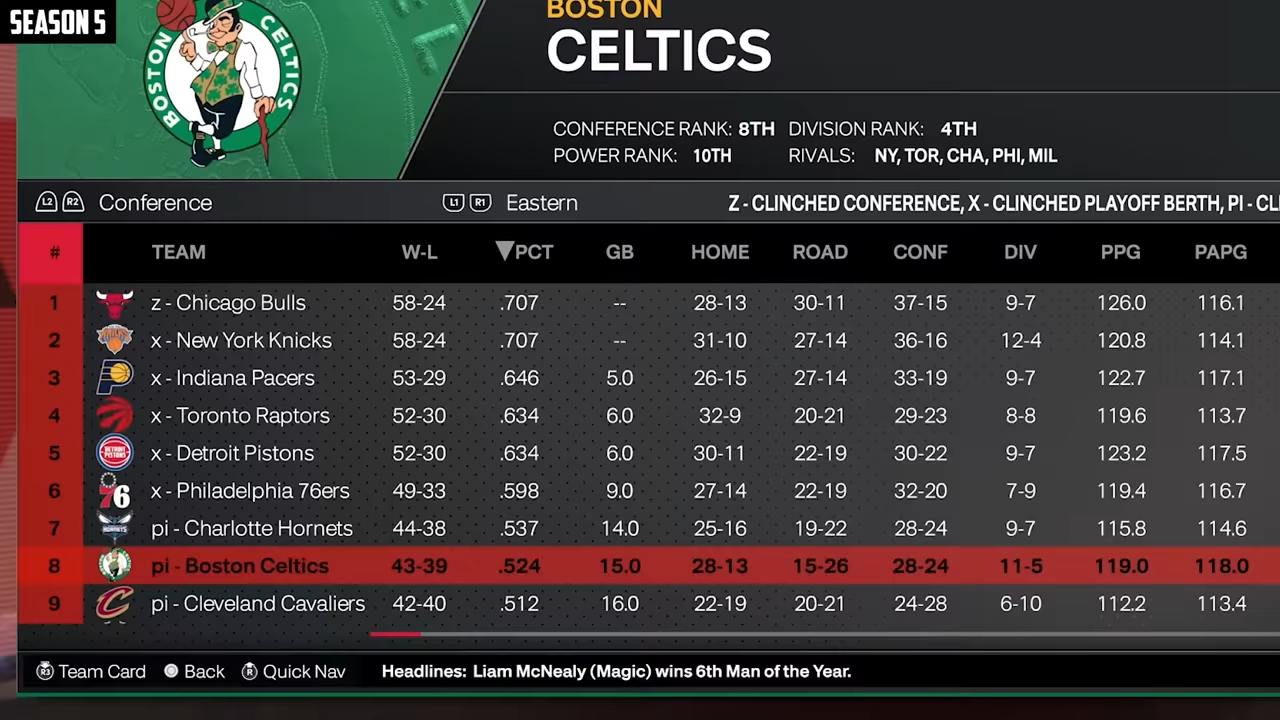 SEASON 5
BOSTON CELTICS
BOSTON
CELTICS
CONFERENCE RANK: 8TH DIVISION RANK: 4TH
POWER RANK: 10TH RIVALS: NY, TOR, CHA, PHI, MIL
L2 R2 Conference L1 R1 Eastern Z - CLINCHED CONFERENCE, X - CLINCHED PLAYOFF BERTH, PI - CL
# TEAM W-L PCT GB HOME ROAD CONF DIV PPG PAPG
1 z - Chicago Bulls 58-24 .707 -- 28-13 30-11 37-15 9-7 126.0 116.1
2 x - New York Knicks 58-24 .707 -- 31-10 27-14 36-16 12-4 120.8 114.1
3 x - Indiana Pacers 53-29 .646 5.0 26-15 27-14 33-19 9-7 122.7 117.1
4 x - Toronto Raptors 52-30 .634 6.0 32-9 20-21 29-23 8-8 119.6 113.7
5 x - Detroit Pistons 52-30 .634 6.0 30-11 22-19 30-22 9-7 123.2 117.5
6 x - Philadelphia 76ers 49-33 .598 9.0 27-14 22-19 32-20 7-9 119.4 116.7
7 pi - Charlotte Hornets 44-38 .537 14.0 25-16 19-22 28-24 9-7 115.8 114.6
8 pi - Boston Celtics 43-39 .524 15.0 28-13 15-26 28-24 11-5 119.0 118.0
9 pi - Cleveland Cavaliers 42-40 .512 16.0 22-19 20-21 24-28 6-10 112.2 113.4
R3 Team Card Back R Quick Nav Headlines: Liam McNealy (Magic) wins 6th Man of the Year.